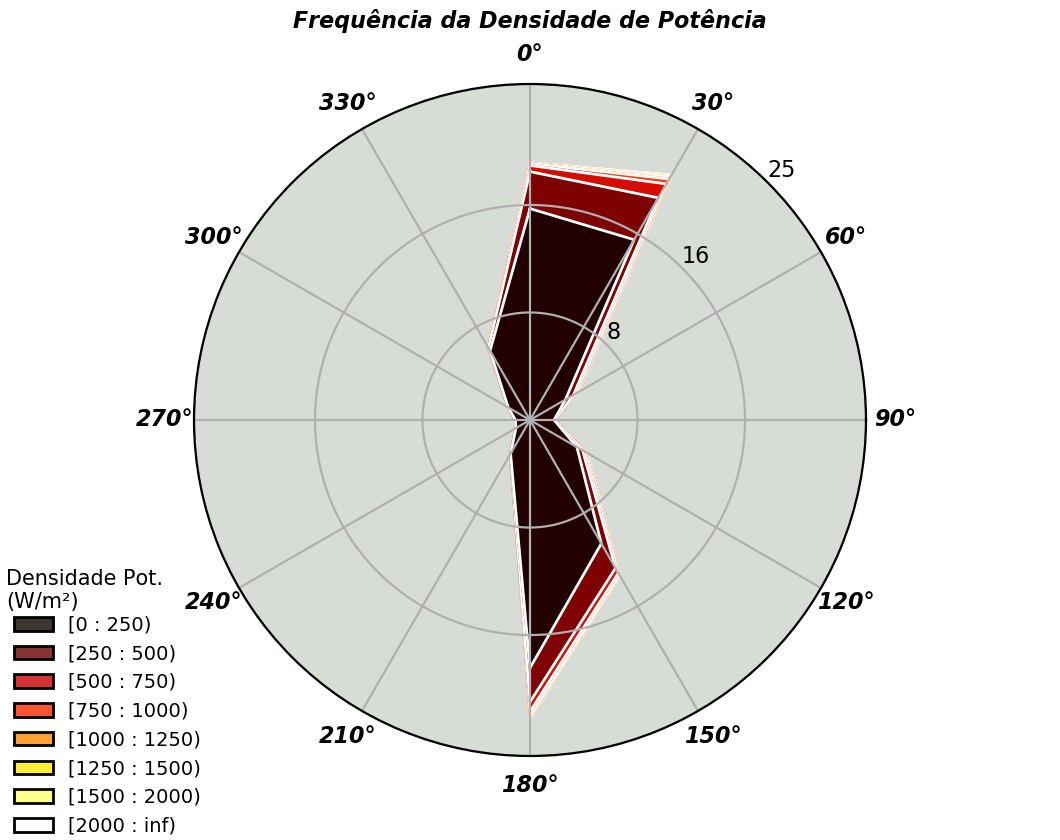 Frequência da Densidade de Potência
0°
330°
30°
25
300°
60°
16
8
270°
90°
Densidade Pot.
(W/m²)
240°
120°
[0 : 250)
[250 : 500)
[500 : 750)
[750 : 1000)
210°
150°
[1000 : 1250)
[1250 : 1500)
180°
[1500 : 2000)
[2000 : inf)